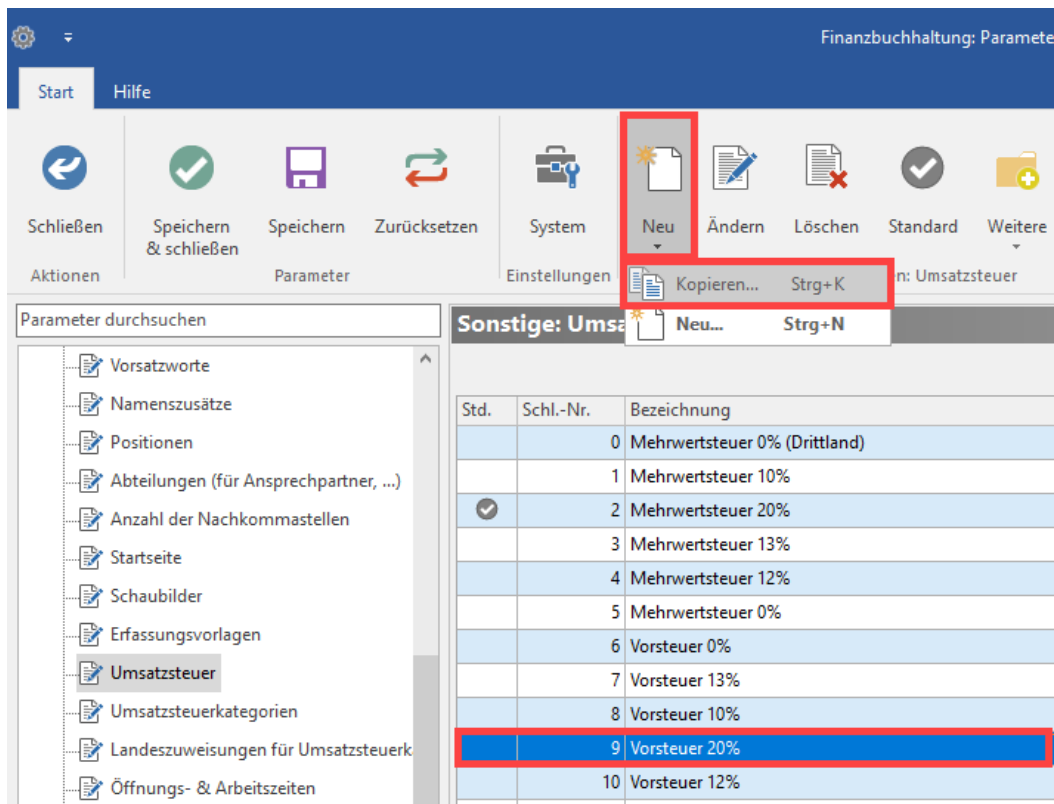 Finanzbuchhaltung: Paramete
Start Hilfe
Schließen
Speichern
& schließen
Speichern
Zurücksetzen
System
Neu
Ändern
Löschen
Standard
Weitere
Aktionen
Parameter
Einstellungen
en: Umsatzsteuer
Kopieren... Strg+K
Neu... Strg+N
Parameter durchsuchen
Vorsatzworte
Namenszusätze
Positionen
Abteilungen (für Ansprechpartner, ...)
Anzahl der Nachkommastellen
Startseite
Schaubilder
Erfassungsvorlagen
Umsatzsteuer
Umsatzsteuerkategorien
Landeszuweisungen für Umsatzsteuerk
Öffnungs- & Arbeitszeiten
Sonstige: Umsa
Std. Schl.-Nr. Bezeichnung
0 Mehrwertsteuer 0% (Drittland)
1 Mehrwertsteuer 10%
2 Mehrwertsteuer 20%
3 Mehrwertsteuer 13%
4 Mehrwertsteuer 12%
5 Mehrwertsteuer 0%
6 Vorsteuer 0%
7 Vorsteuer 13%
8 Vorsteuer 10%
9 Vorsteuer 20%
10 Vorsteuer 12%